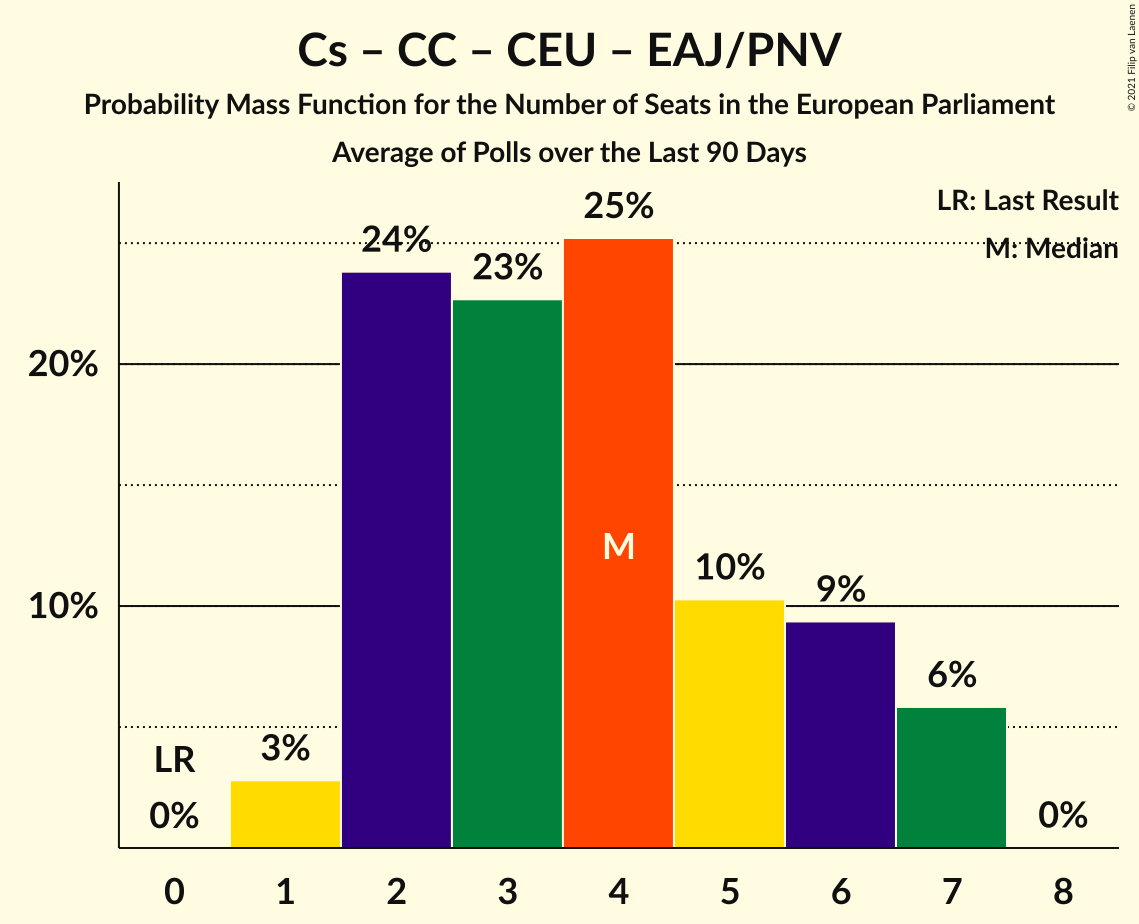 Cs – CC – CEU – EAJ/PNV
Probability Mass Function for the Number of Seats in the European Parliament
Average of Polls over the Last 90 Days
© 2021 Filip van Laenen
LR: Last Result
M: Median
25%
24%
23%
20%
M
10%
9%
10%
6%
3%
LR
0%
0%
0 1 2 3 4 5 6 7 8